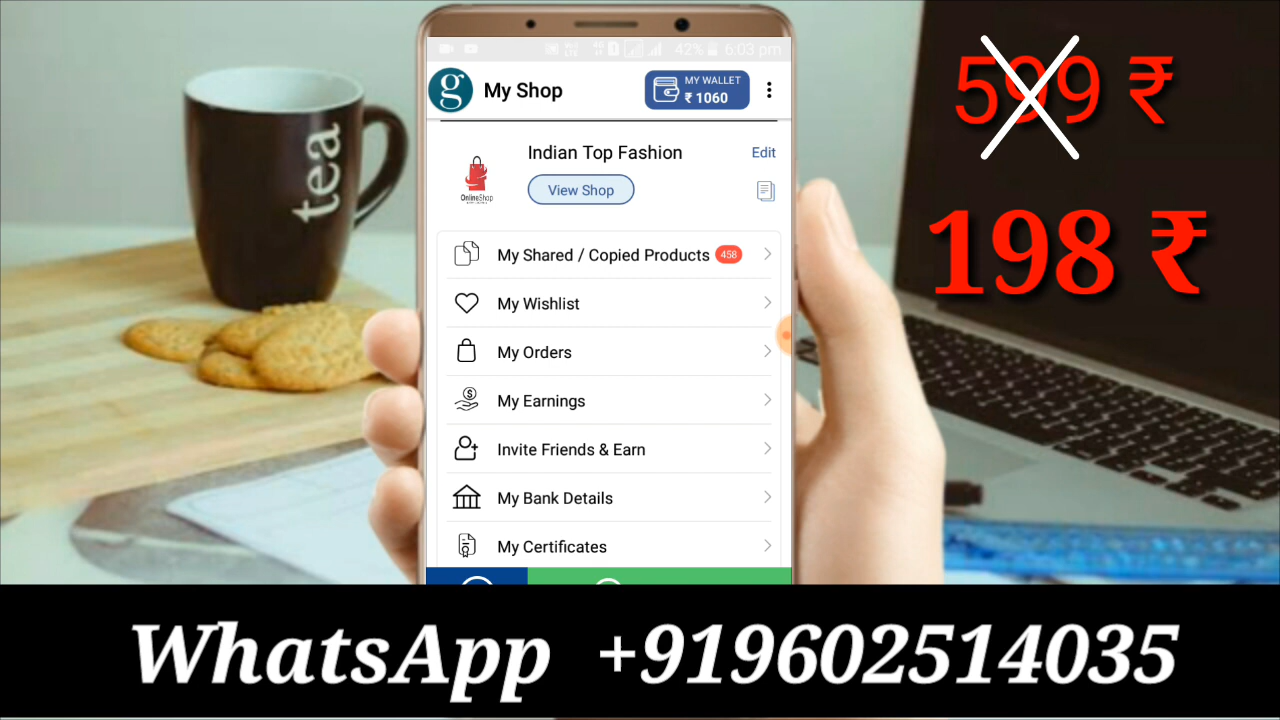 42% 6:03 pm
g My Shop
MY WALLET
₹ 1060
Indian Top Fashion
Edit
View Shop
OnlineShop
My Shared / Copied Products 458
My Wishlist
My Orders
My Earnings
Invite Friends & Earn
My Bank Details
My Certificates
tea
599 ₹
198 ₹
WhatsApp +919602514035